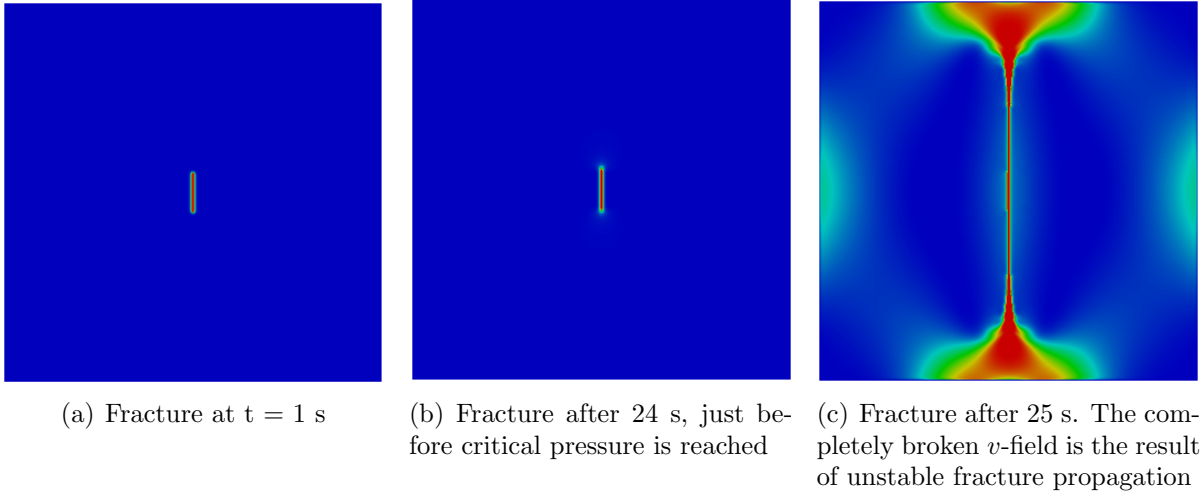 (a) Fracture at t = 1 s
(b) Fracture after 24 s, just be-
fore critical pressure is reached
(c) Fracture after 25 s. The com-
pletely broken v-field is the result
of unstable fracture propagation